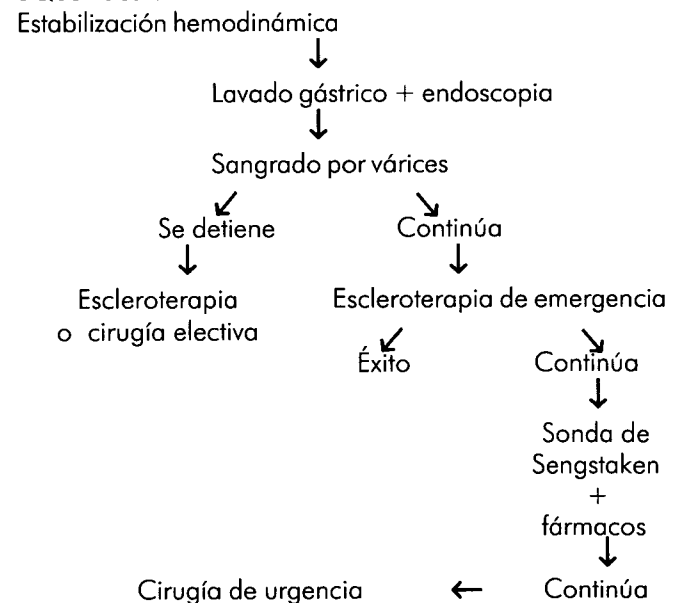 Estabilización hemodinámica
↓
Lavado gástrico + endoscopia
↓
Sangrado por várices
↙ ↘
Se detiene Continúa
↓ ↓
Escleroterapia Escleroterapia de emergencia
o cirugía electiva
↙ ↘
Éxito Continúa
↓
Sonda de
Sengstaken
+
fármacos
↓
Cirugía de urgencia ← Continúa